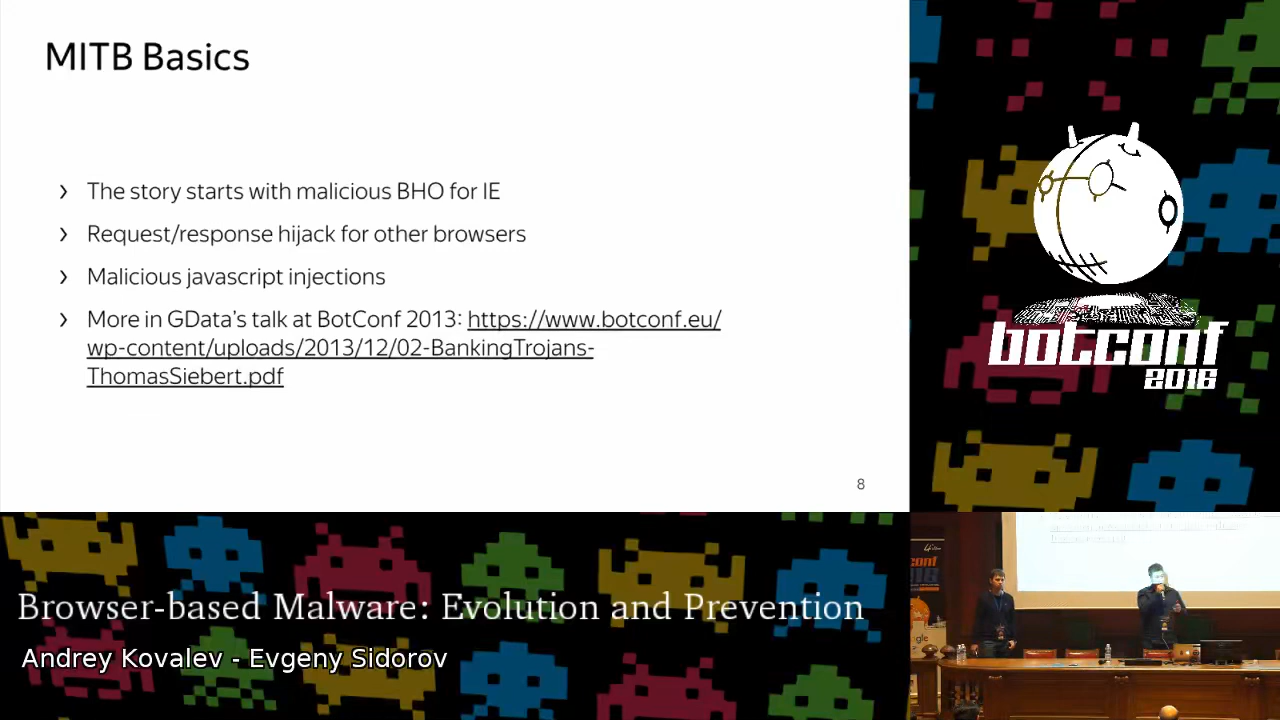 MITB Basics
› The story starts with malicious BHO for IE
› Request/response hijack for other browsers
› Malicious javascript injections
› More in GData's talk at BotConf 2013: https://www.botconf.eu/
wp-content/uploads/2013/12/02-BankingTrojans-
ThomasSiebert.pdf
8
botconf
2016
Browser-based Malware: Evolution and Prevention
Andrey Kovalev - Evgeny Sidorov